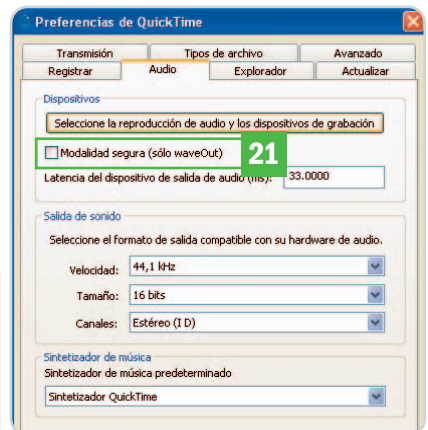 Preferencias de QuickTime
Transmisión Tipos de archivo Avanzado
Registrar Audio Explorador Actualizar
Dispositivos
Seleccione la reproducción de audio y los dispositivos de grabación
Modalidad segura (sólo waveOut) 21
Latencia del dispositivo de salida de audio (ms): 33.0000
Salida de sonido
Seleccione el formato de salida compatible con su hardware de audio.
Velocidad: 44,1 kHz
Tamaño: 16 bits
Canales: Estéreo (I D)
Sintetizador de música
Sintetizador de música predeterminado
Sintetizador QuickTime